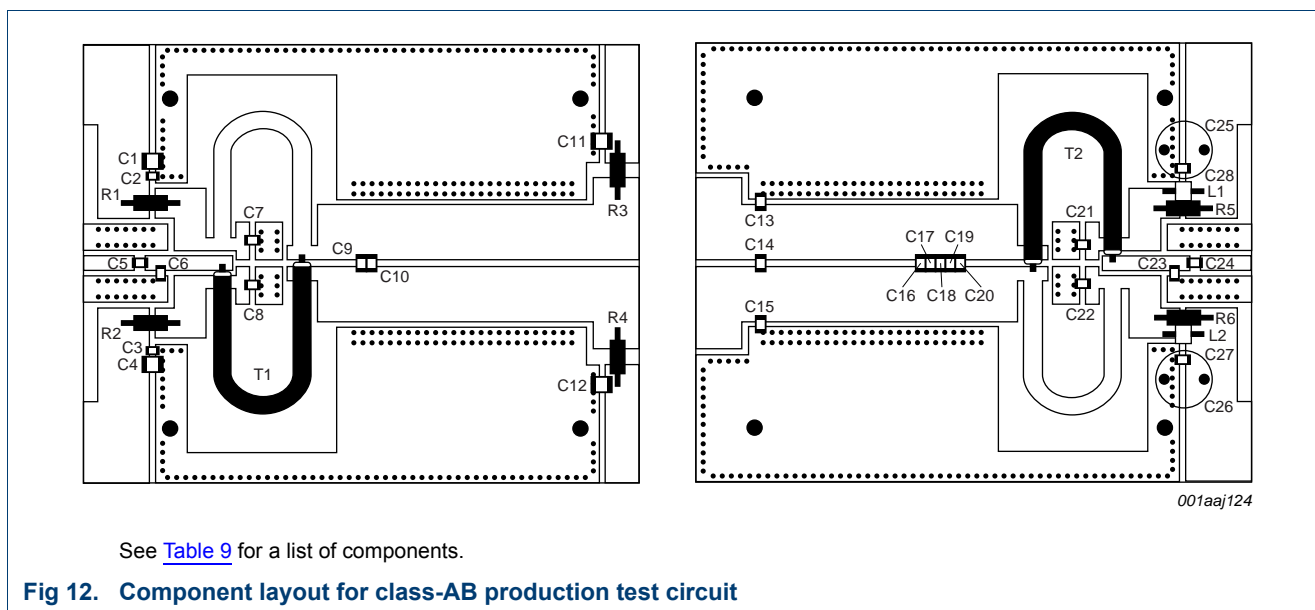 C1
C2
R1
C5
C6
R2
C3
C4
C7
C8
T1
C9
C10
C11
R3
R4
C12
C13
C14
C15
C17
C19
C16
C18
C20
T2
C21
C22
C25
C28
L1
R5
C23
C24
R6
L2
C27
C26
001aaj124
See Table 9 for a list of components.
Fig 12. Component layout for class-AB production test circuit